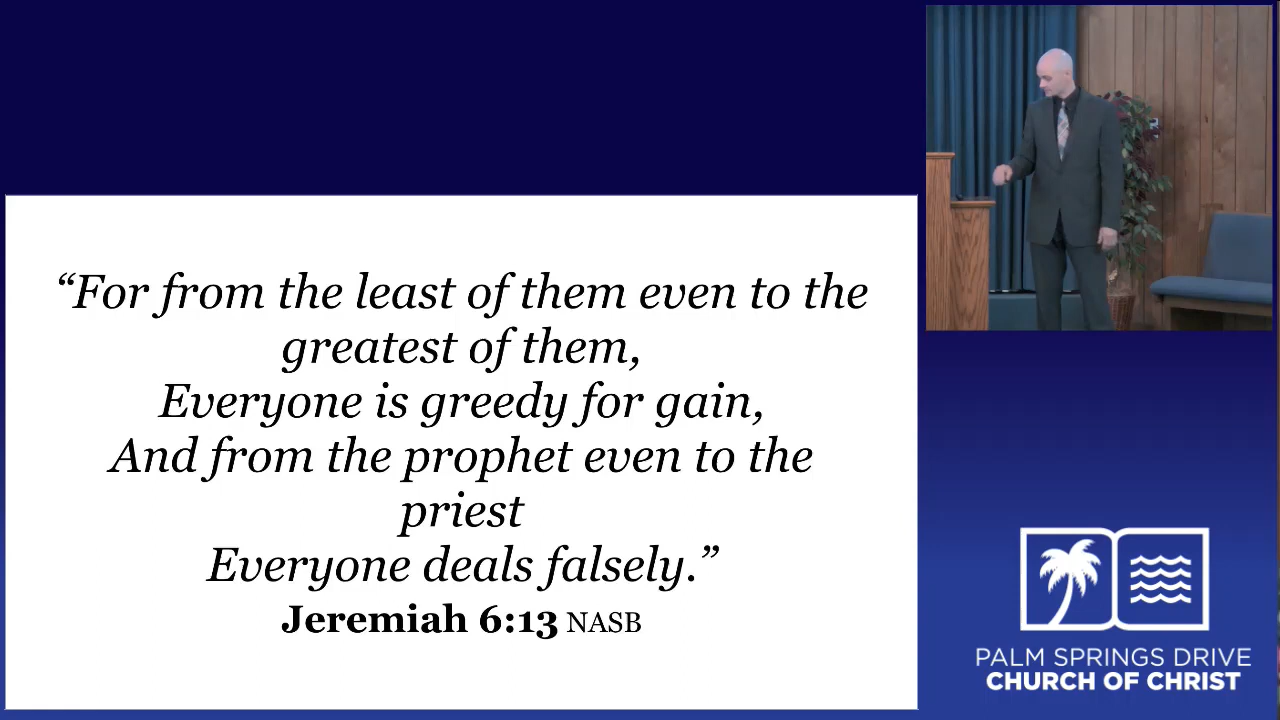 “For from the least of them even to the
greatest of them,
Everyone is greedy for gain,
And from the prophet even to the
priest
Everyone deals falsely.”
Jeremiah 6:13 NASB
PALM SPRINGS DRIVE
CHURCH OF CHRIST